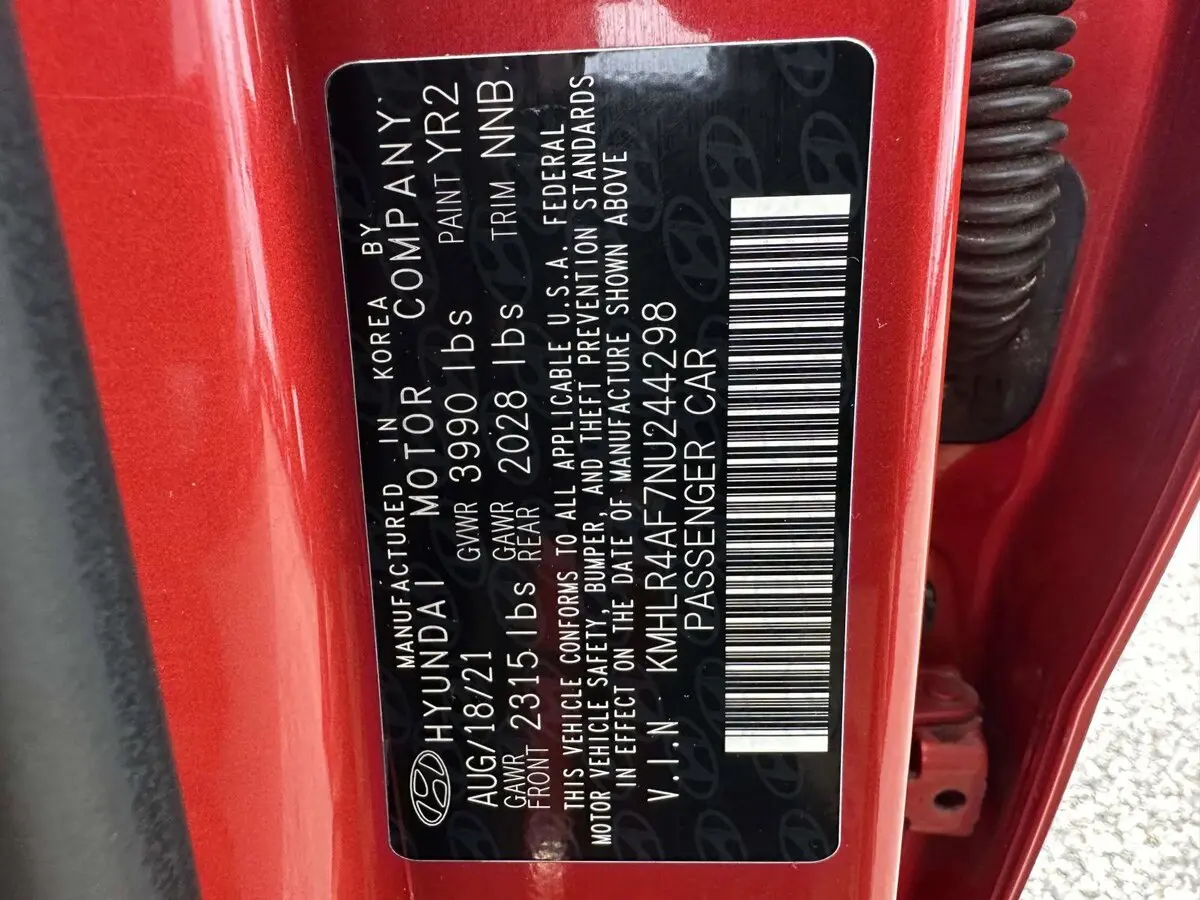 MANUFACTURED IN KOREA BY
HYUNDAI MOTOR COMPANY
AUG/18/21 GVWR 3990 lbs PAINT YR2
GAWR FRONT 2315 lbs GAWR REAR 2028 lbs TRIM NNB
THIS VEHICLE CONFORMS TO ALL APPLICABLE U.S.A. FEDERAL
MOTOR VEHICLE SAFETY, BUMPER, AND THEFT PREVENTION STANDARDS
IN EFFECT ON THE DATE OF MANUFACTURE SHOWN ABOVE
V.I.N KMHLR4AF7NU244298
PASSENGER CAR